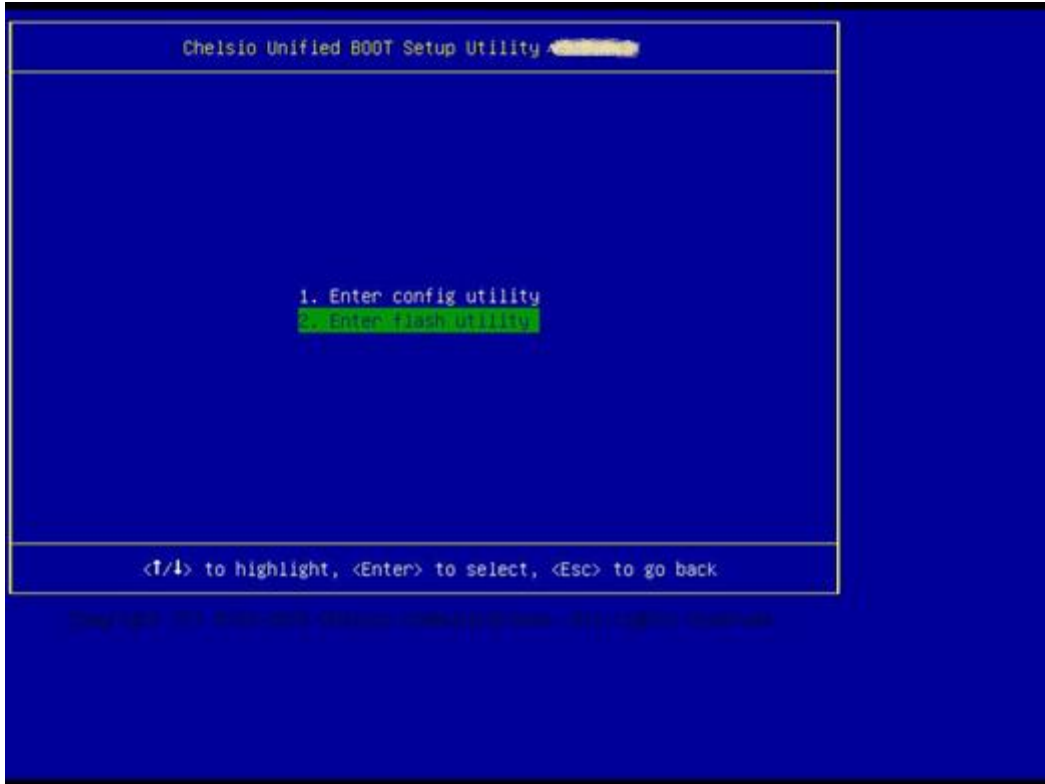 Chelsio Unified BOOT Setup Utility
1. Enter config utility
2. Enter flash utility
<↑/↓> to highlight, <Enter> to select, <Esc> to go back